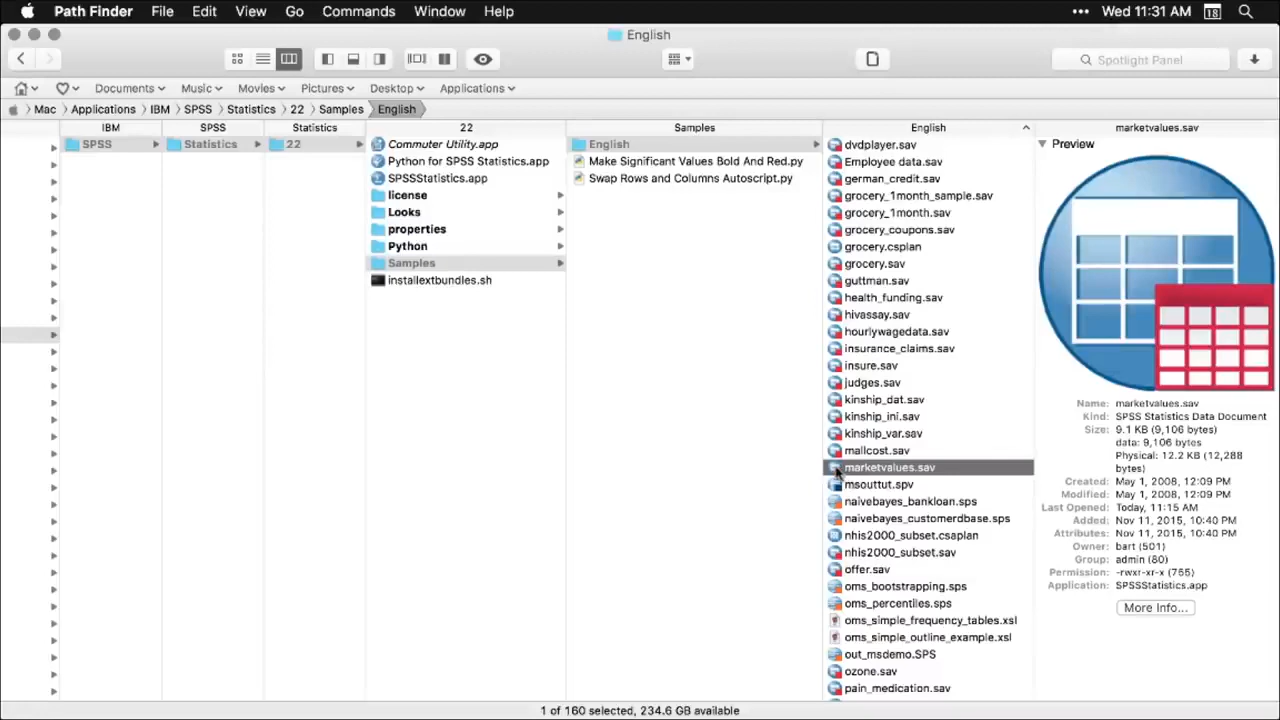 Path Finder File Edit View Go Commands Window Help ••• Wed 11:31 AM 18
English
Spotlight Panel
Documents Music Movies Pictures Desktop Applications
Mac 〉Applications 〉IBM 〉SPSS 〉Statistics 〉22 〉Samples 〉English
IBM SPSS Statistics 22 Samples English marketvalues.sav
SPSS
Statistics
22
Commuter Utility.app
Python for SPSS Statistics.app
SPSSStatistics.app
license
Looks
properties
Python
Samples
installextbundles.sh
English
Make Significant Values Bold And Red.py
Swap Rows and Columns Autoscript.py
dvdplayer.sav
Employee data.sav
german_credit.sav
grocery_1month_sample.sav
grocery_1month.sav
grocery_coupons.sav
grocery.csplan
grocery.sav
guttman.sav
health_funding.sav
hivassay.sav
hourlywagedata.sav
insurance_claims.sav
insure.sav
judges.sav
kinship_dat.sav
kinship_ini.sav
kinship_var.sav
mallcost.sav
marketvalues.sav
msouttut.spv
naivebayes_bankloan.sps
naivebayes_customerdbase.sps
nhis2000_subset.csaplan
nhis2000_subset.sav
offer.sav
oms_bootstrapping.sps
oms_percentiles.sps
oms_simple_frequency_tables.xsl
oms_simple_outline_example.xsl
out_msdemo.SPS
ozone.sav
pain_medication.sav
Preview
Name: marketvalues.sav
Kind: SPSS Statistics Data Document
Size: 9.1 KB (9,106 bytes)
data: 9,106 bytes
Physical: 12.2 KB (12,288
bytes)
Created: May 1, 2008, 12:09 PM
Modified: May 1, 2008, 12:09 PM
Last Opened: Today, 11:15 AM
Added: Nov 11, 2015, 10:40 PM
Attributes: Nov 11, 2015, 10:40 PM
Owner: bart (501)
Group: admin (80)
Permission: -rwxr-xr-x (755)
Application: SPSSStatistics.app
More Info...
1 of 160 selected, 234.6 GB available